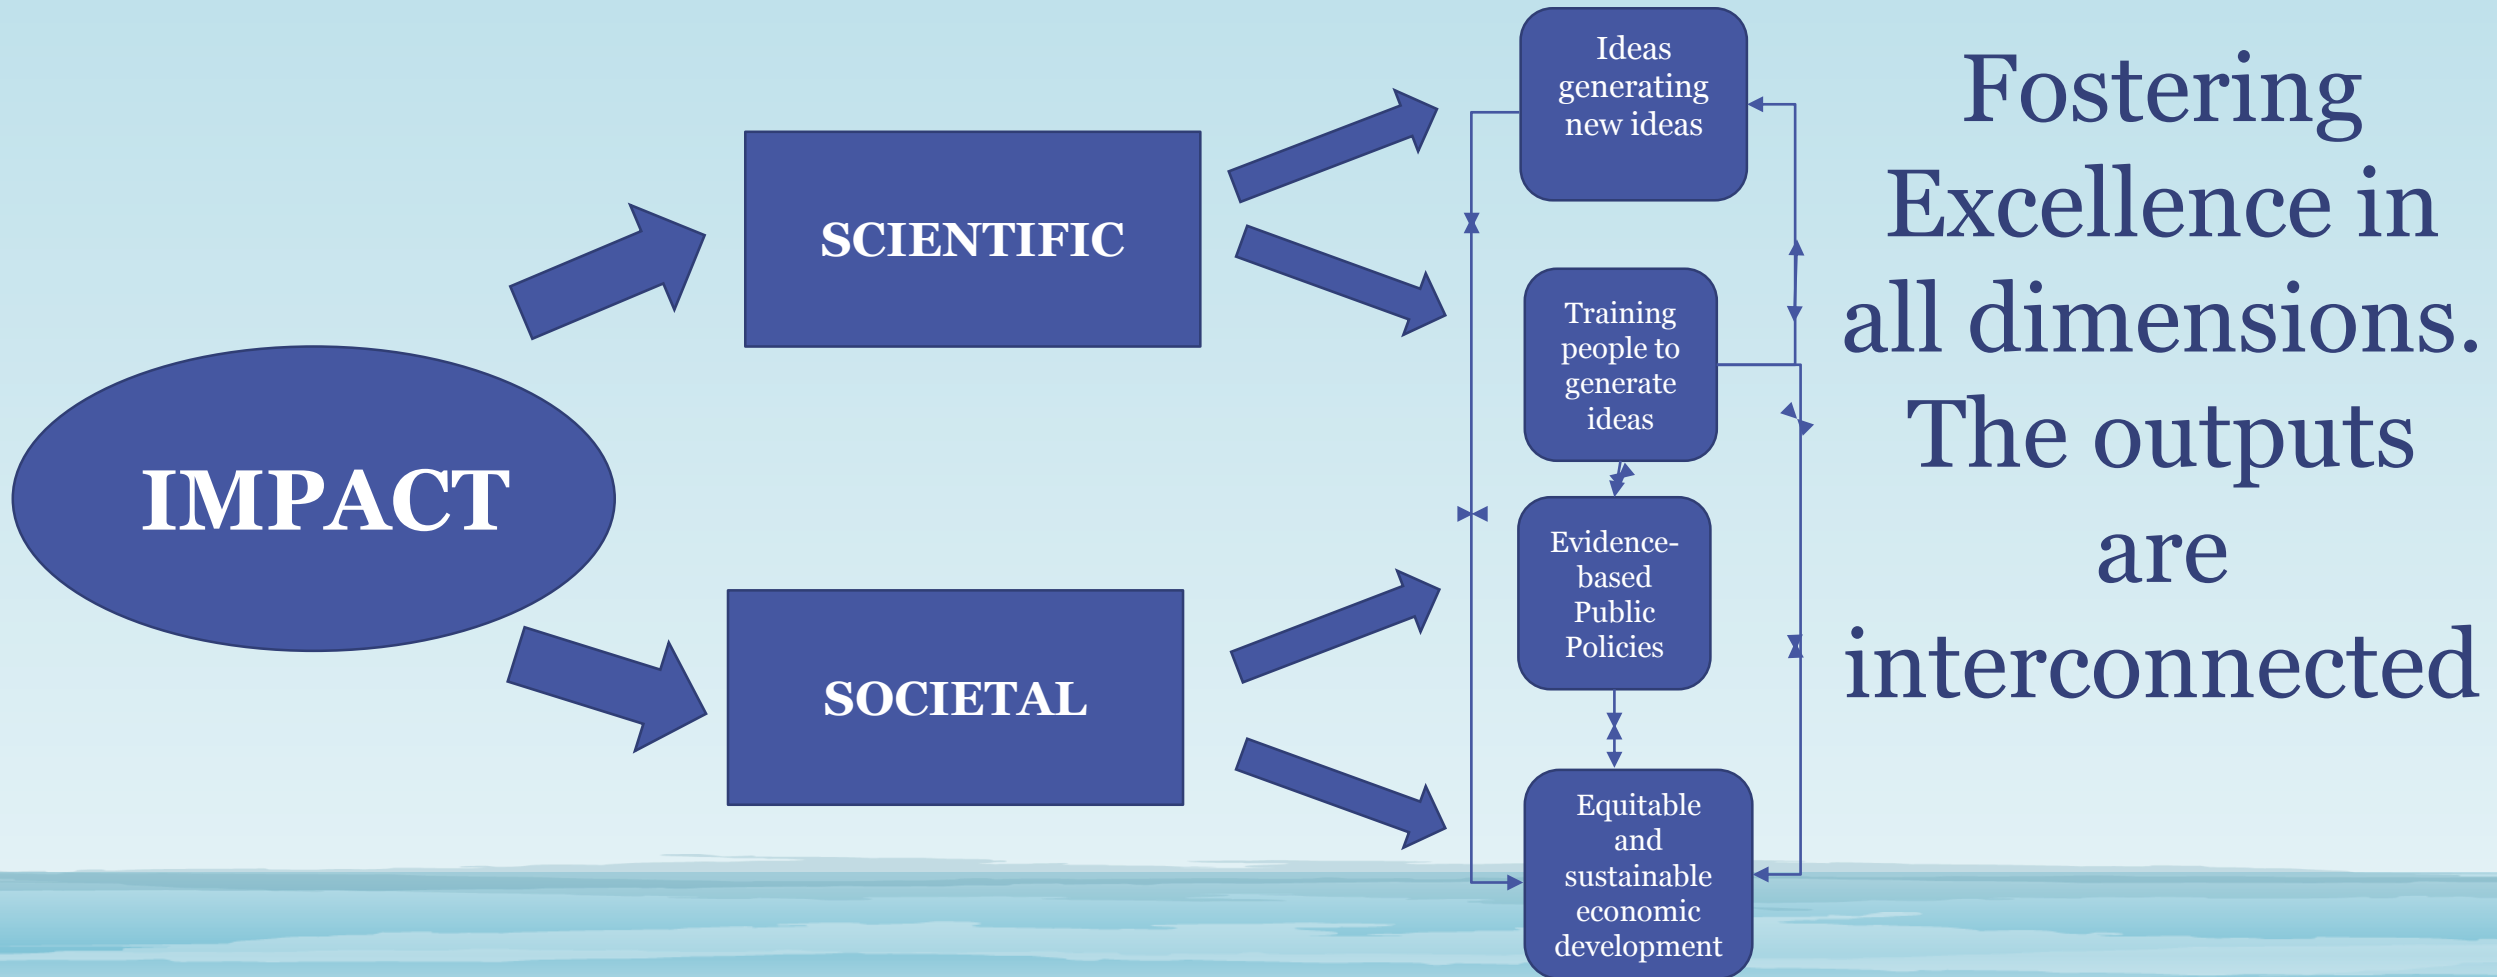 IMPACT
SCIENTIFIC
SOCIETAL
Ideas
generating
new ideas
Training
people to
generate
ideas
Evidence-
based
Public
Policies
Equitable
and
sustainable
economic
development
Fostering
Excellence in
all dimensions.
The outputs
are
interconnected